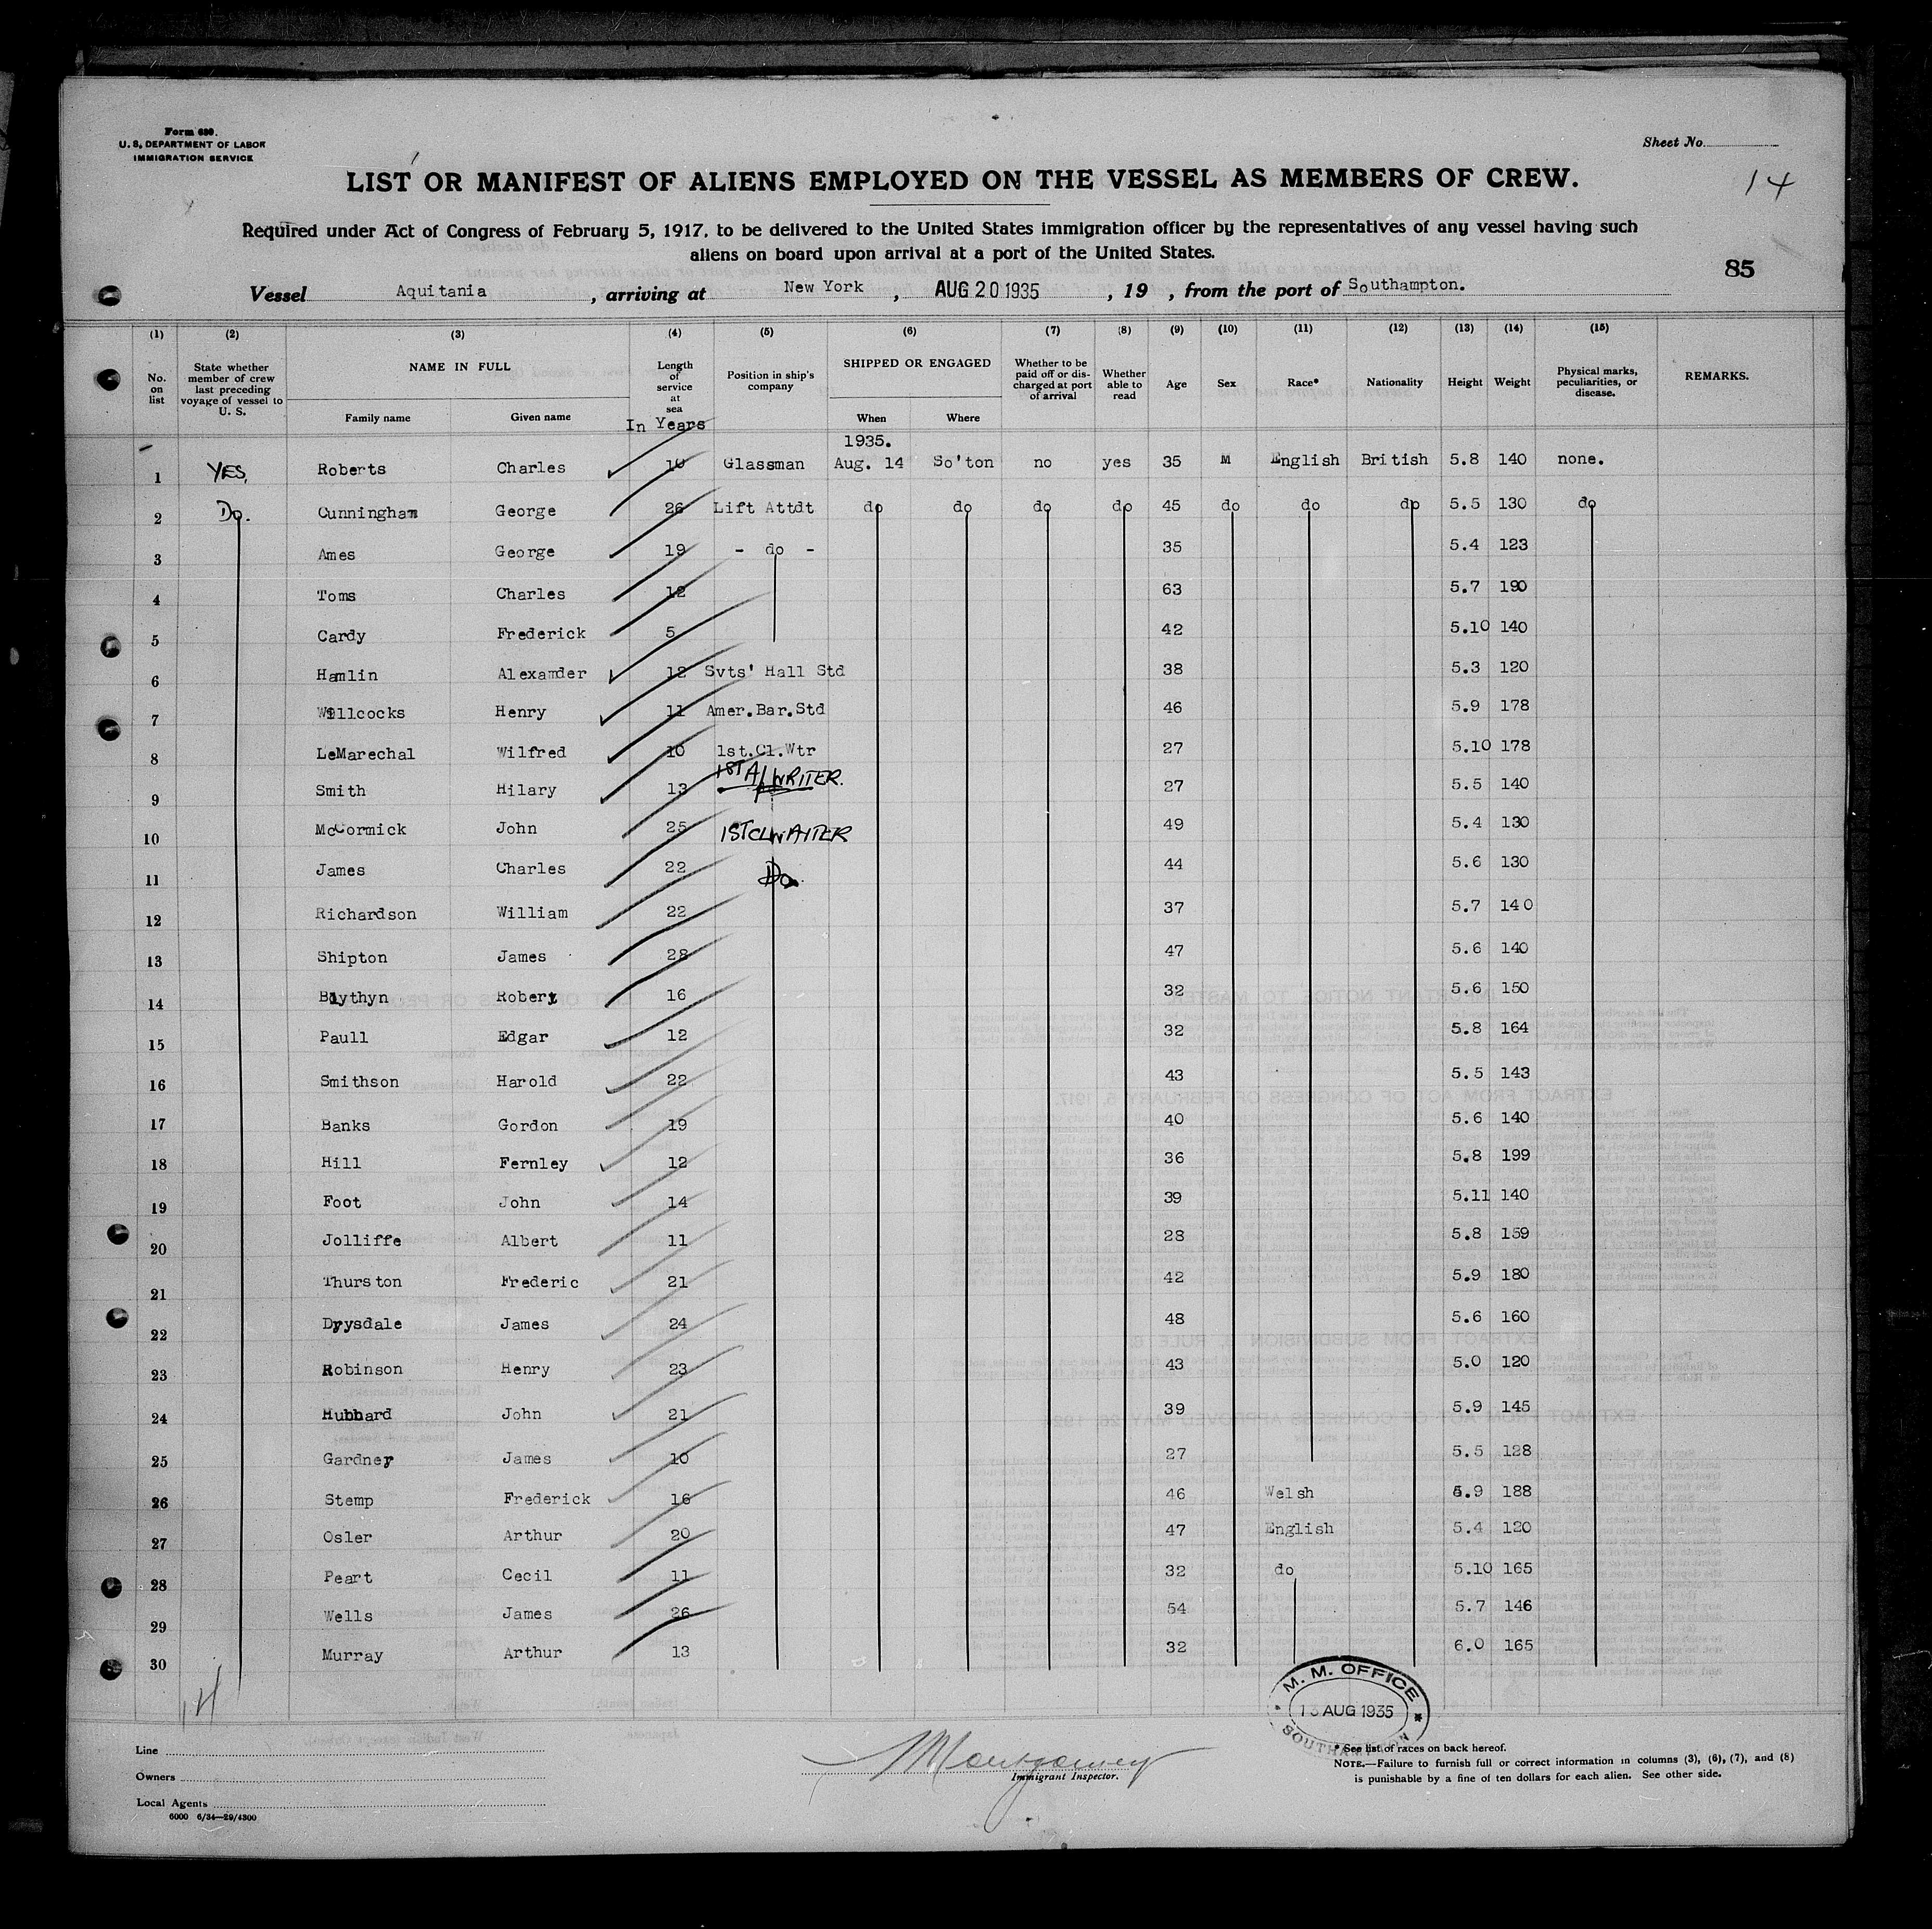 Form 680.
U. S. DEPARTMENT OF LABOR
IMMIGRATION SERVICE
Sheet No.
14
LIST OR MANIFEST OF ALIENS EMPLOYED ON THE VESSEL AS MEMBERS OF CREW.
Required under Act of Congress of February 5, 1917, to be delivered to the United States immigration officer by the representatives of any vessel having such
aliens on board upon arrival at a port of the United States.
85
Vessel Aquitania, arriving at New York, AUG 20 1935, 19 , from the port of Southampton.
(1) (2) (3) (4) (5) (6) (7) (8) (9) (10) (11) (12) (13) (14) (15)
No. on list State whether member of crew last preceding voyage of vessel to U. S. NAME IN FULL Family name Given name Length of service at sea In Years Position in ship's company SHIPPED OR ENGAGED When Where Whether to be paid off or discharged at port of arrival Whether able to read Age Sex Race* Nationality Height Weight Physical marks, peculiarities, or disease. REMARKS.
1935.
1 YES, Roberts Charles 10 Glassman Aug. 14 So'ton no yes 35 M English British 5.8 140 none.
2 Do. Cunningham George 26 Lift Attdt do do do do 45 do do do 5.5 130 do
3 Ames George 19 - do - 35 5.4 123
4 Toms Charles 12 63 5.7 190
5 Cardy Frederick 5 42 5.10 140
6 Hamlin Alexander 12 Svts' Hall Std 38 5.3 120
7 Willcocks Henry 11 Amer.Bar.Std 46 5.9 178
8 LeMarechal Wilfred 10 1st.Cl.Wtr 27 5.10 178
9 Smith Hilary 13 1ST A/WRITER. 27 5.5 140
10 McCormick John 25 1ST CL WAITER 49 5.4 130
11 James Charles 22 Do. 44 5.6 130
12 Richardson William 22 37 5.7 140
13 Shipton James 28 47 5.6 140
14 Blythyn Robert 16 32 5.6 150
15 Paull Edgar 12 32 5.8 164
16 Smithson Harold 22 43 5.5 143
17 Banks Gordon 19 40 5.6 140
18 Hill Fernley 12 36 5.8 199
19 Foot John 14 39 5.11 140
20 Jolliffe Albert 11 28 5.8 159
21 Thurston Frederic 21 42 5.9 180
22 Drysdale James 24 48 5.6 160
23 Robinson Henry 23 43 5.0 120
24 Hubbard John 21 39 5.9 145
25 Gardner James 10 27 5.5 128
26 Stemp Frederick 16 46 Welsh 5.9 188
27 Osler Arthur 20 47 English 5.4 120
28 Peart Cecil 11 32 do 5.10 165
29 Wells James 26 54 5.7 146
30 Murray Arthur 13 32 6.0 165
14
M. M. OFFICE
13 AUG 1935
SOUTHAMPTON
Line
Owners
Local Agents
6000 6/34—29/4300
Montgomery
Immigrant Inspector.
* See list of races on back hereof.
NOTE.—Failure to furnish full or correct information in columns (3), (6), (7), and (8)
is punishable by a fine of ten dollars for each alien. See other side.